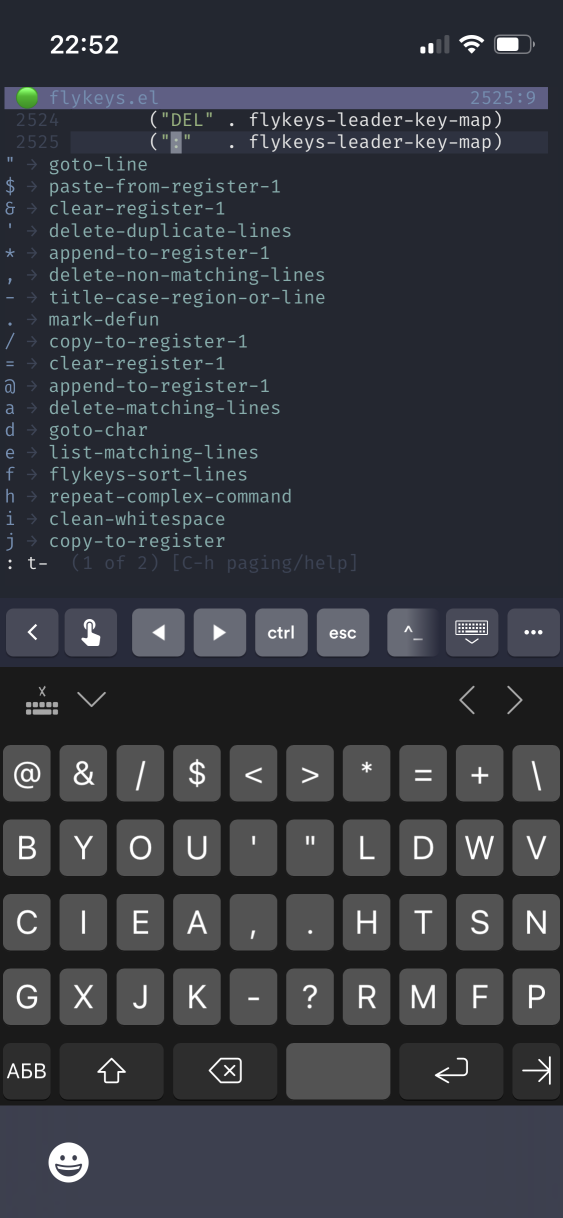 22:52
flykeys.el 2525:9
2524 ("DEL" . flykeys-leader-key-map)
2525 (":" . flykeys-leader-key-map)
" → goto-line
$ → paste-from-register-1
& → clear-register-1
' → delete-duplicate-lines
* → append-to-register-1
, → delete-non-matching-lines
- → title-case-region-or-line
. → mark-defun
/ → copy-to-register-1
= → clear-register-1
@ → append-to-register-1
a → delete-matching-lines
d → goto-char
e → list-matching-lines
f → flykeys-sort-lines
h → repeat-complex-command
i → clean-whitespace
j → copy-to-register
: t- (1 of 2) [C-h paging/help]
ctrl esc ^_
@ & / $ < > * = + \
B Y O U ' " L D W V
C I E A , . H T S N
G X J K - ? R M F P
АБВ